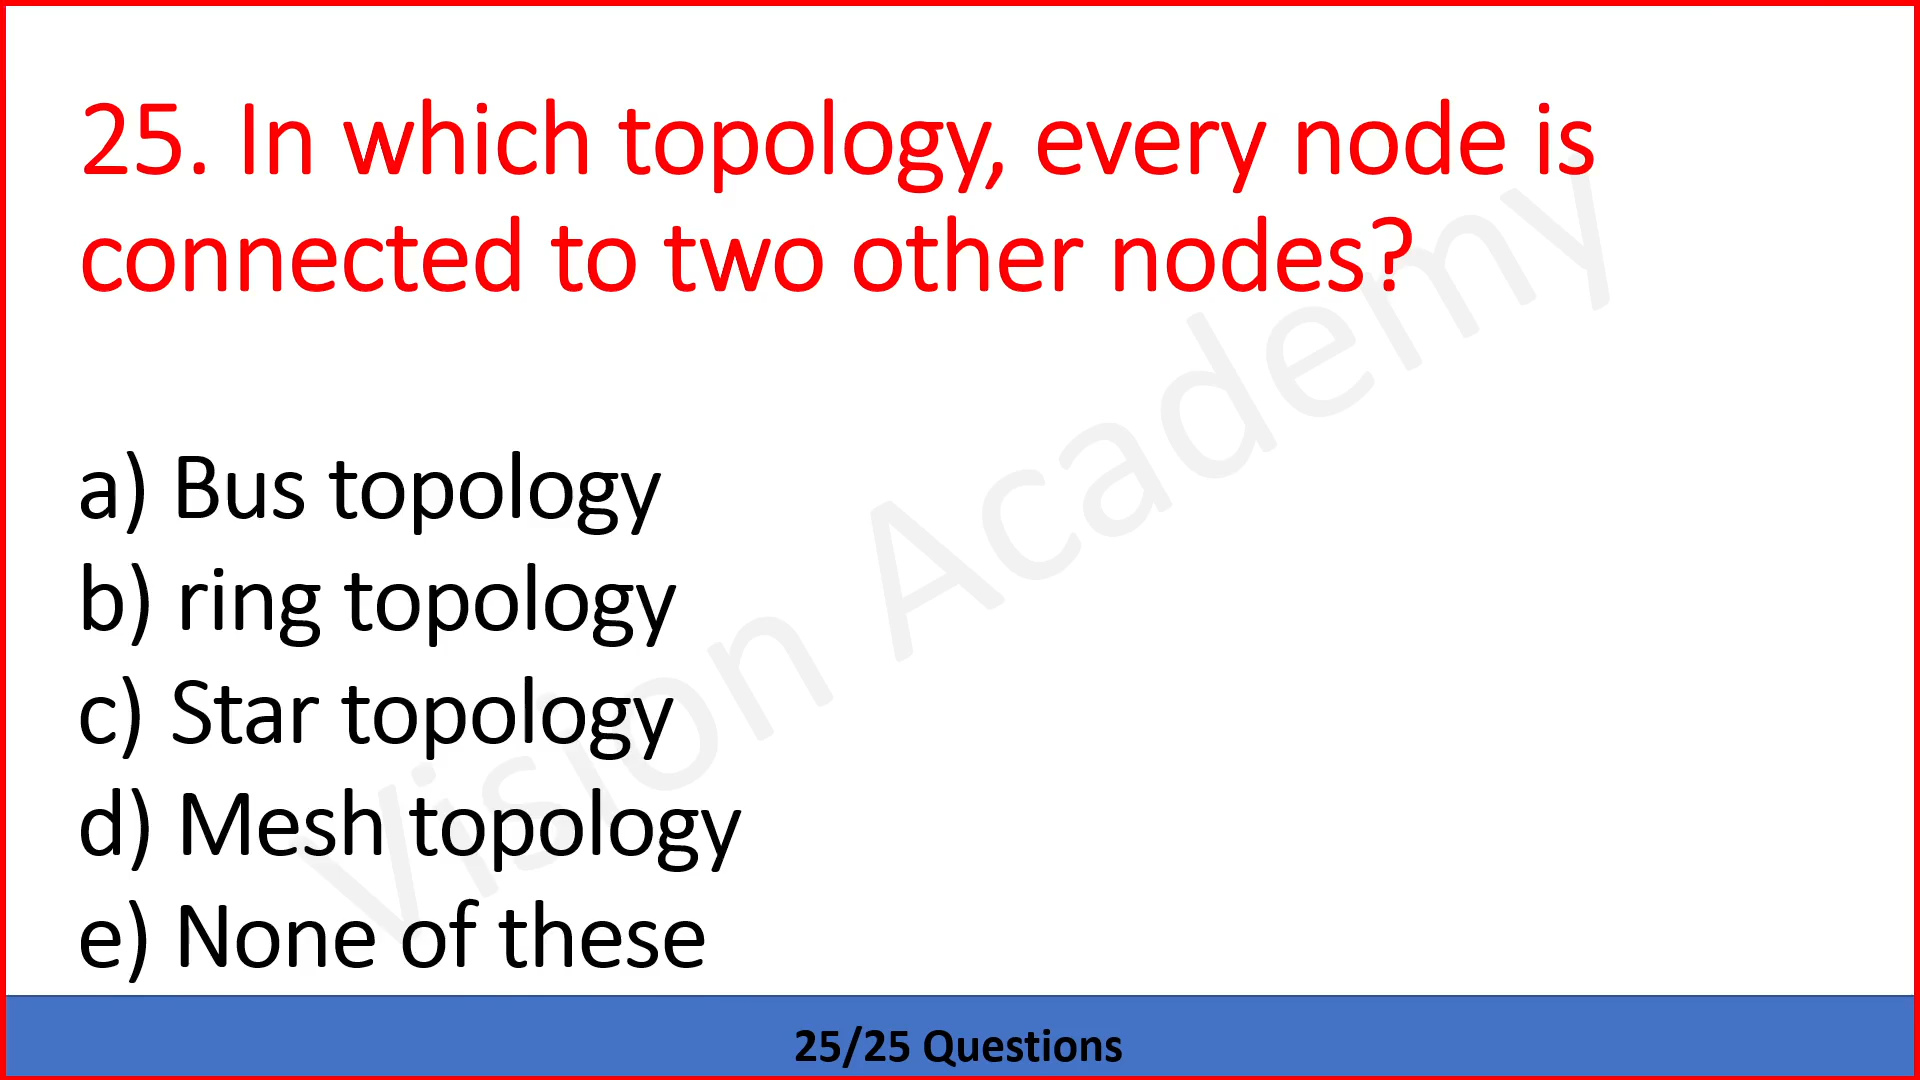 25. In which topology, every node is
connected to two other nodes?
a) Bus topology
b) ring topology
c) Star topology
d) Mesh topology
e) None of these
Vision Academy
25/25 Questions